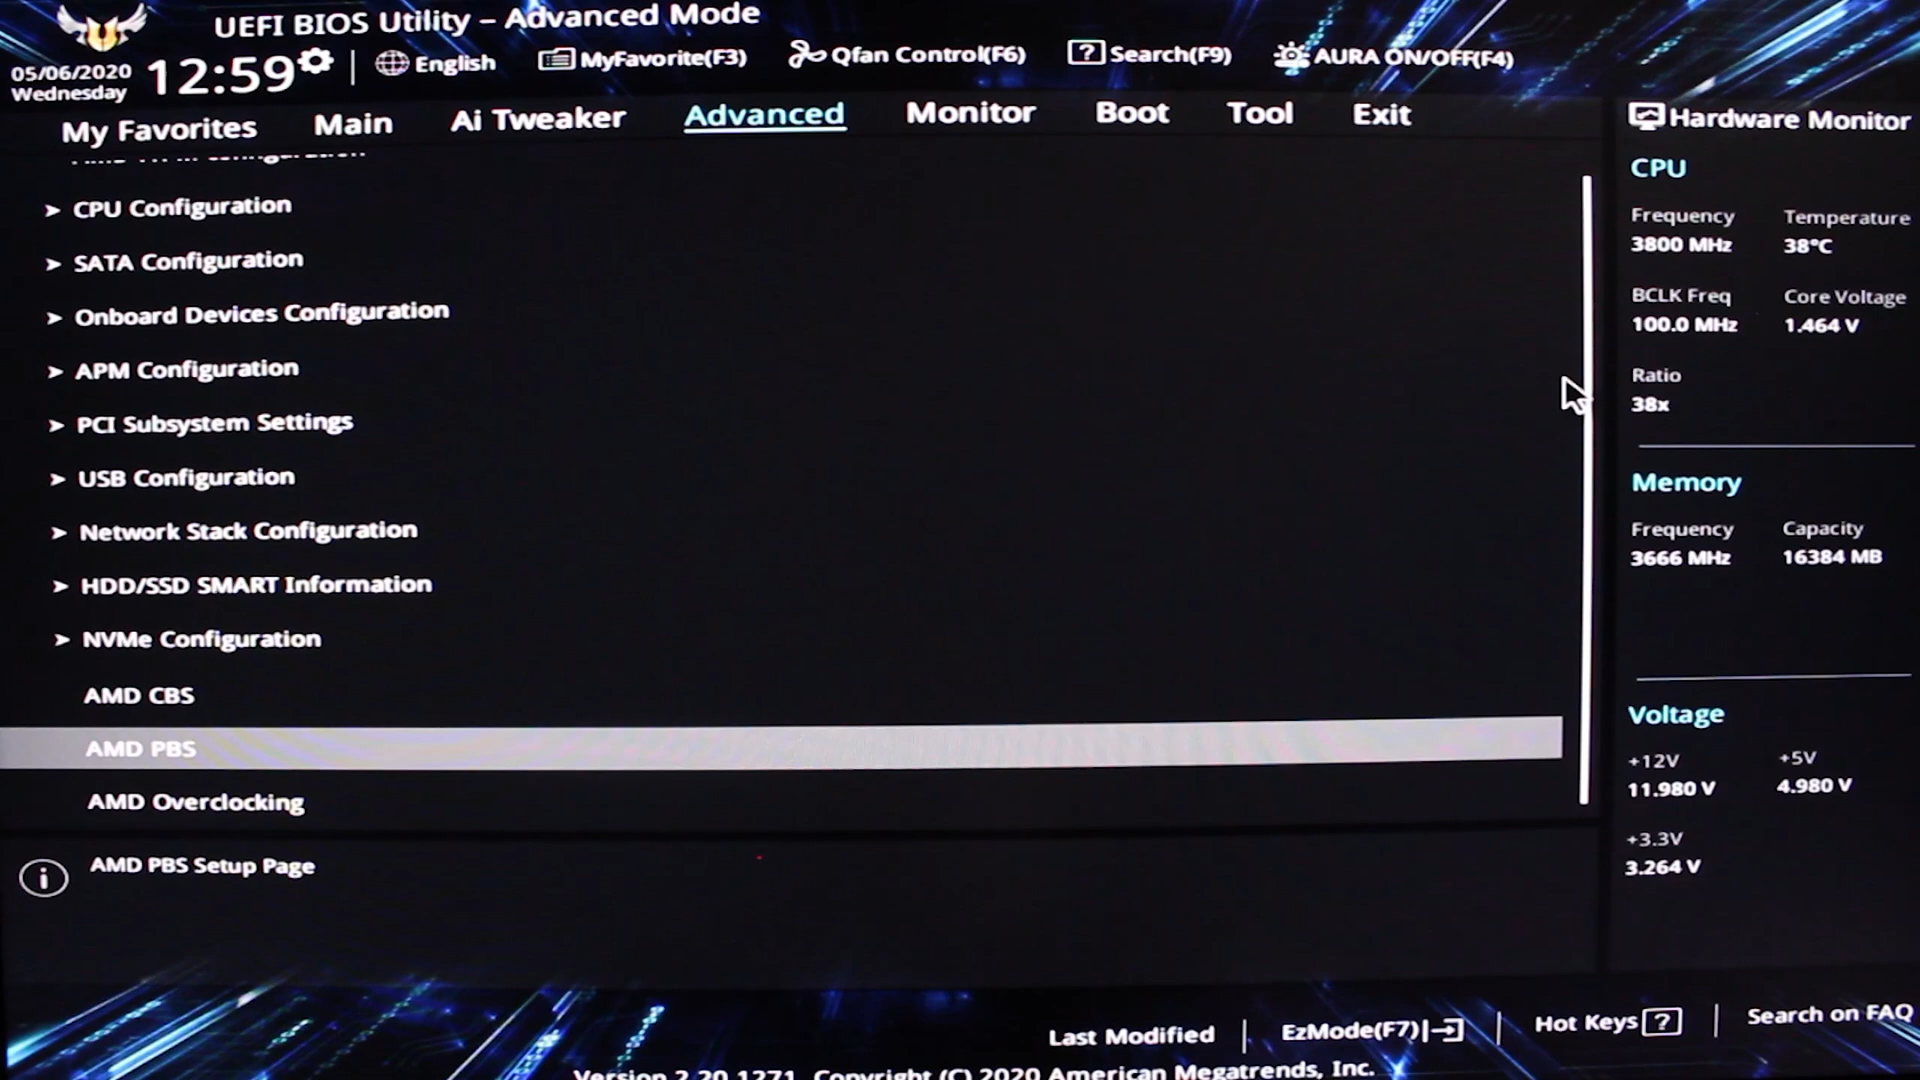 UEFI BIOS Utility – Advanced Mode
05/06/2020
Wednesday
12:59
English
MyFavorite(F3)
Qfan Control(F6)
? Search(F9)
AURA ON/OFF(F4)
My Favorites
Main
Ai Tweaker
Advanced
Monitor
Boot
Tool
Exit
CPU Configuration
SATA Configuration
Onboard Devices Configuration
APM Configuration
PCI Subsystem Settings
USB Configuration
Network Stack Configuration
HDD/SSD SMART Information
NVMe Configuration
AMD CBS
AMD PBS
AMD Overclocking
i AMD PBS Setup Page
Hardware Monitor
CPU
Frequency Temperature
3800 MHz 38°C
BCLK Freq Core Voltage
100.0 MHz 1.464 V
Ratio
38x
Memory
Frequency Capacity
3666 MHz 16384 MB
Voltage
+12V +5V
11.980 V 4.980 V
+3.3V
3.264 V
Last Modified
EzMode(F7)
Hot Keys ?
Search on FAQ
Version 2.20.1271. Copyright (C) 2020 American Megatrends, Inc.